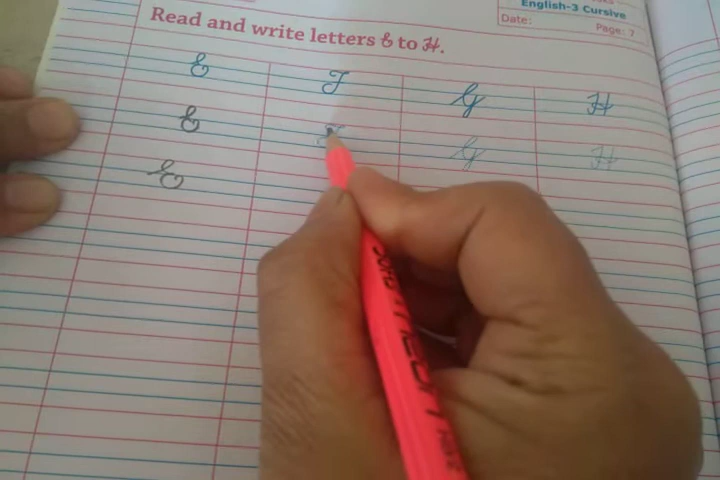 English-3 Cursive
Date: Page: 7
Read and write letters E to H.
E F G H
E F G H
E